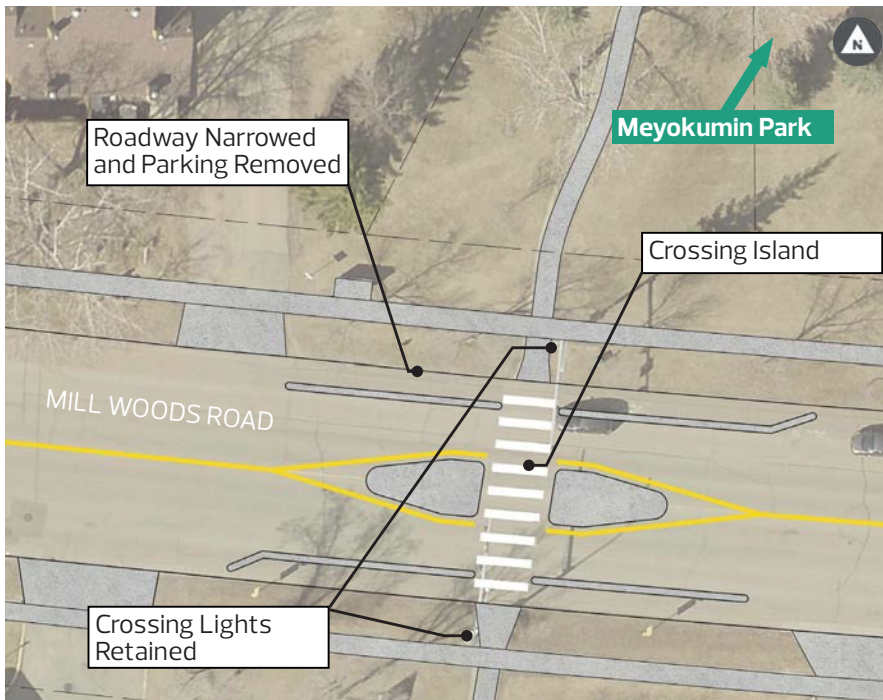 N
Meyokumin Park
Roadway Narrowed
and Parking Removed
Crossing Island
MILL WOODS ROAD
Crossing Lights
Retained